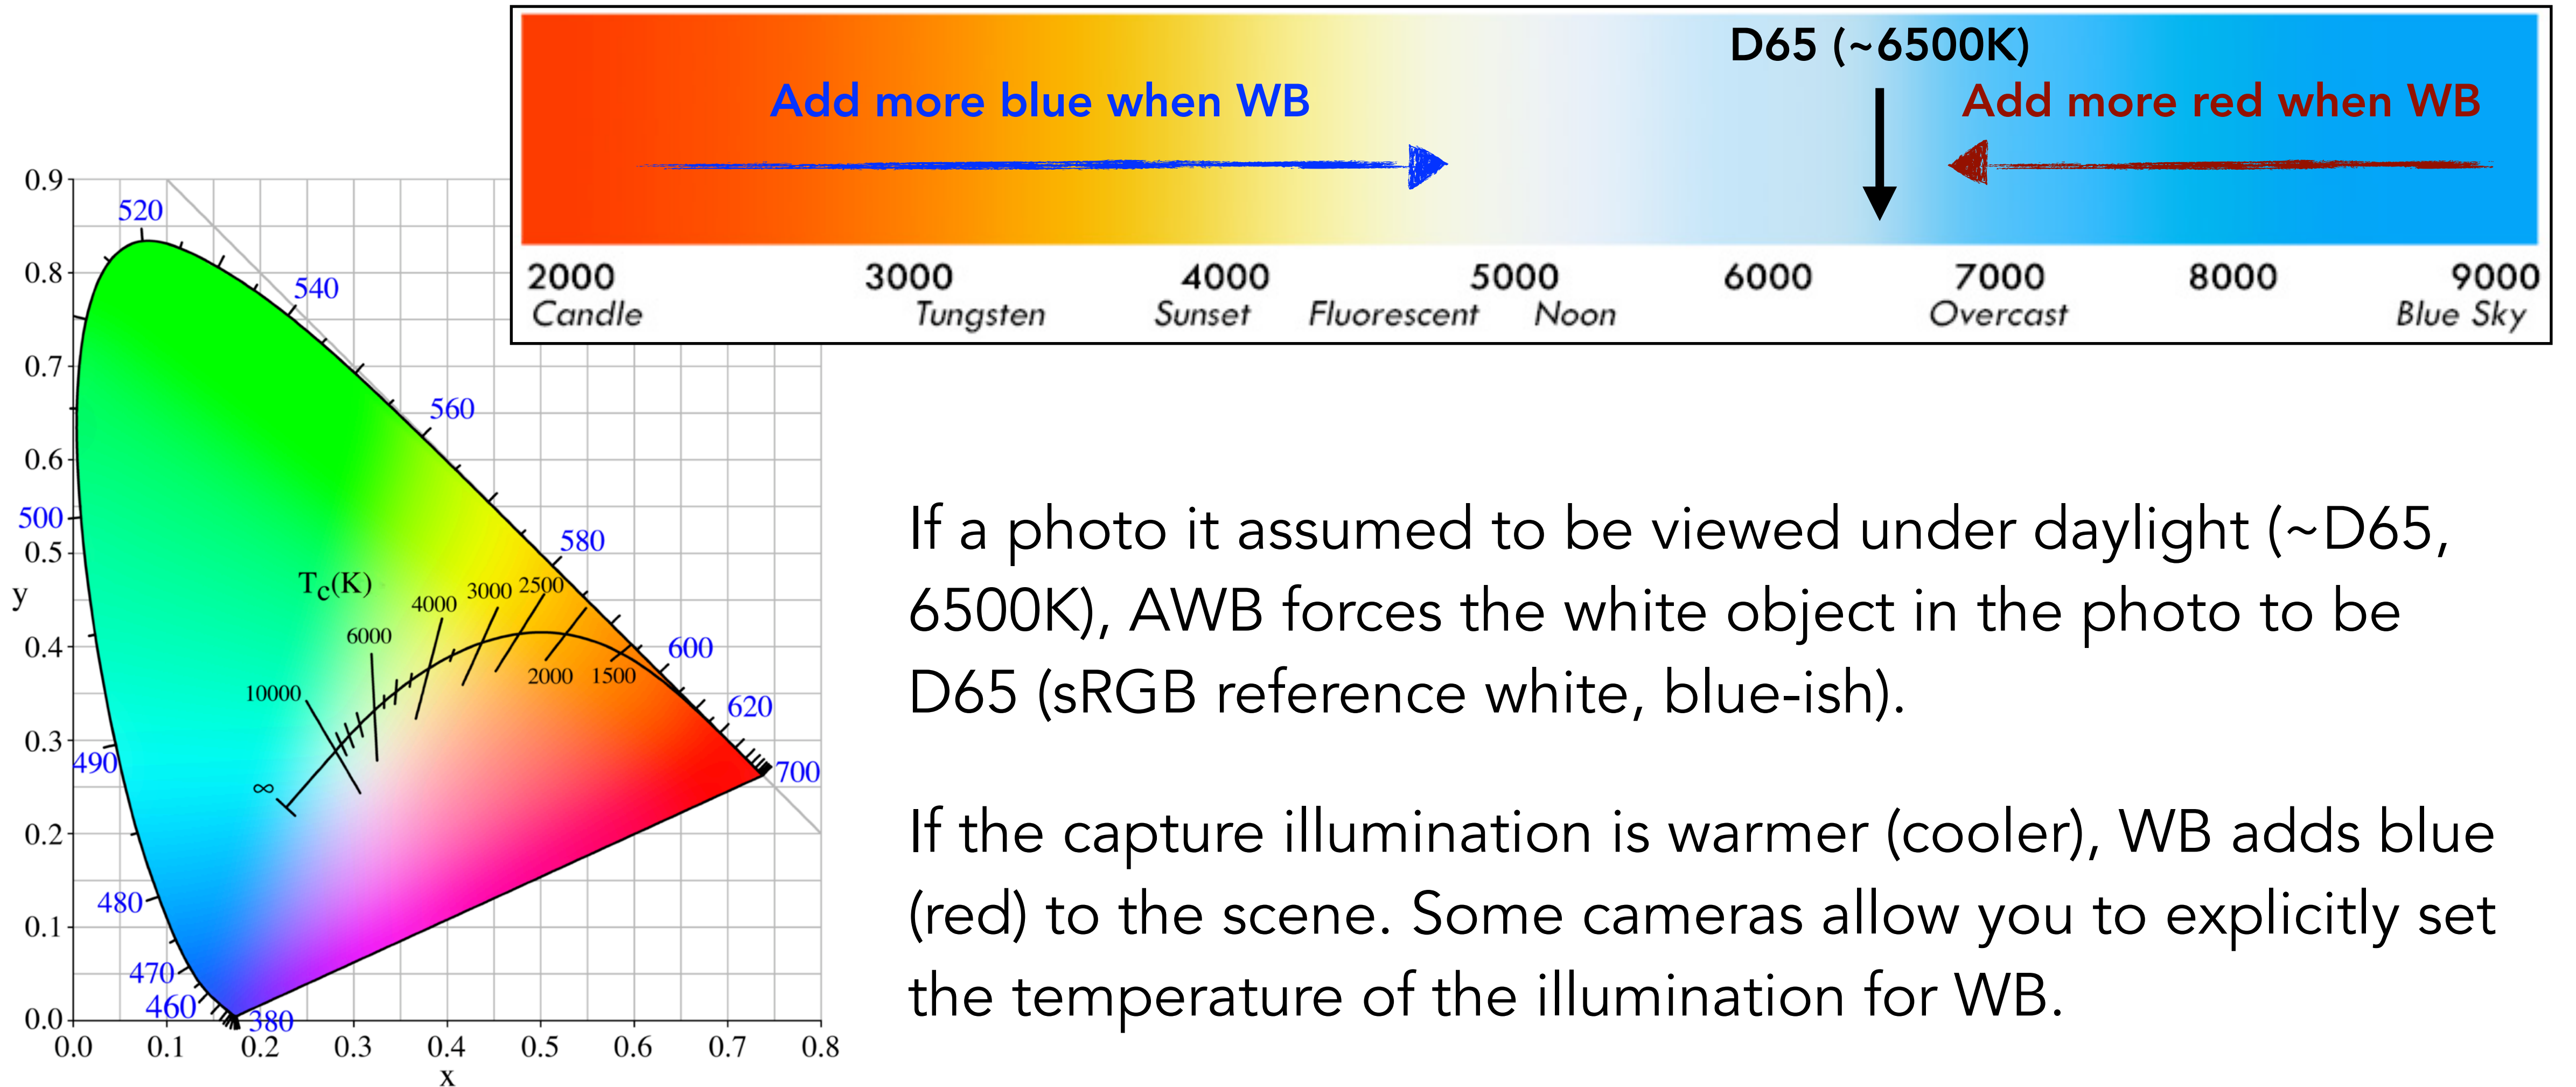 D65 (~6500K)
Add more blue when WB
Add more red when WB
2000 3000 4000 5000 6000 7000 8000 9000
Candle Tungsten Sunset Fluorescent Noon Overcast Blue Sky
0.9
520
0.8
540
0.7
560
0.6
500
0.5
580
y
Tc(K)
4000 3000 2500
6000
0.4
600
2000 1500
10000
620
0.3
490
700
∞
0.2
480
0.1
470
460
380
0.0
0.0 0.1 0.2 0.3 0.4 0.5 0.6 0.7 0.8
x
If a photo it assumed to be viewed under daylight (~D65,
6500K), AWB forces the white object in the photo to be
D65 (sRGB reference white, blue-ish).
If the capture illumination is warmer (cooler), WB adds blue
(red) to the scene. Some cameras allow you to explicitly set
the temperature of the illumination for WB.